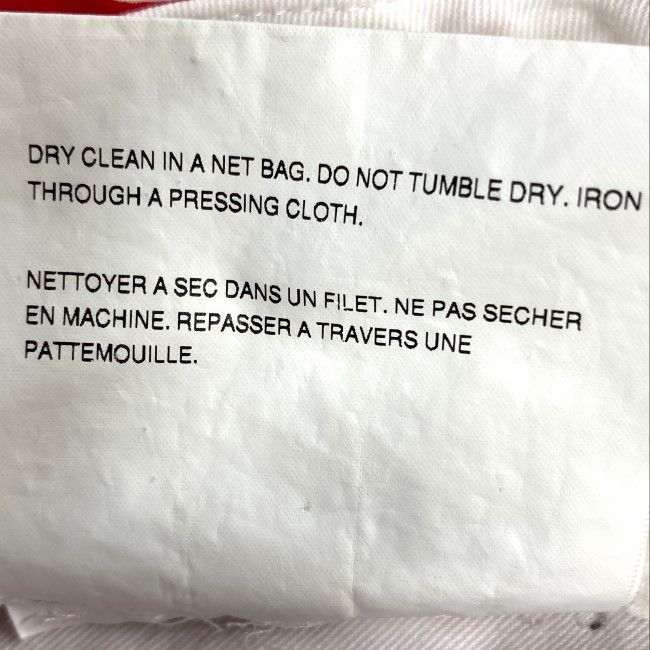 DRY CLEAN IN A NET BAG. DO NOT TUMBLE DRY. IRON
THROUGH A PRESSING CLOTH.
NETTOYER A SEC DANS UN FILET. NE PAS SECHER
EN MACHINE. REPASSER A TRAVERS UNE
PATTEMOUILLE.